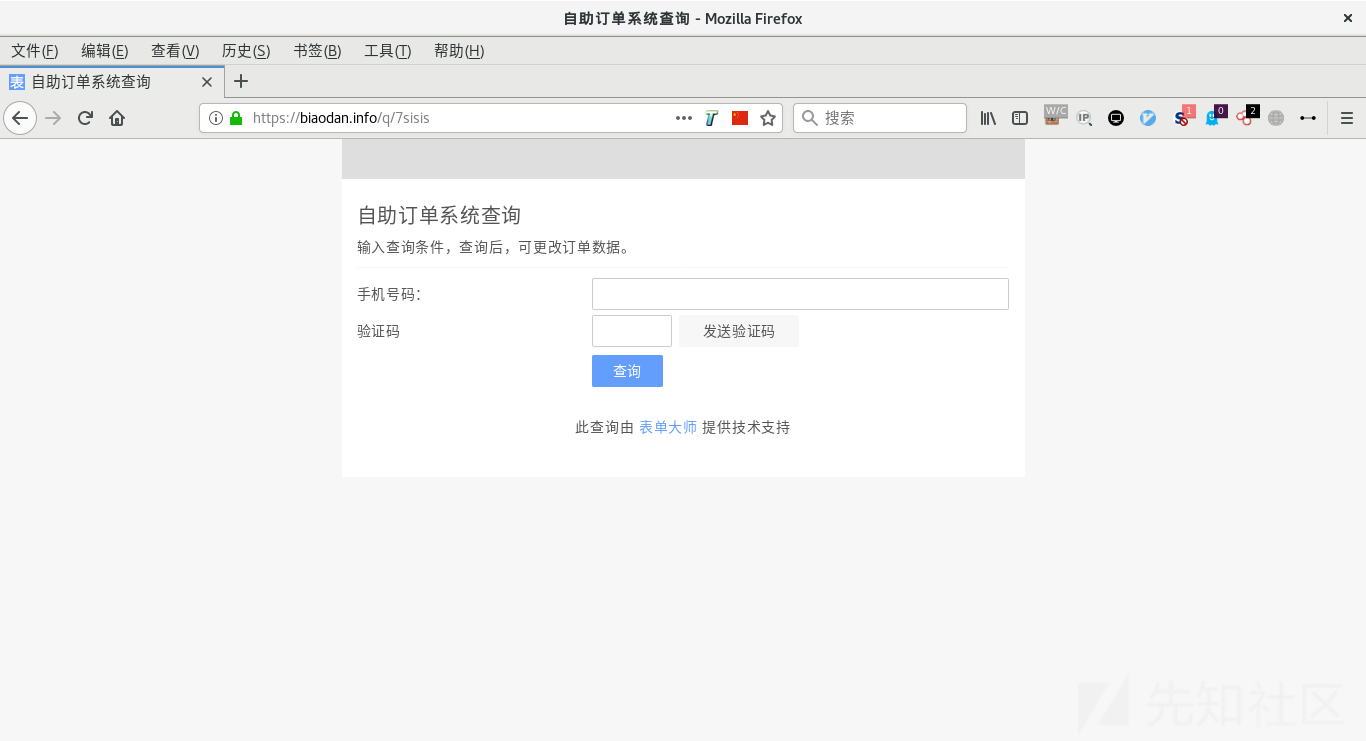 自助订单系统查询 - Mozilla Firefox ×
文件(F) 编辑(E) 查看(V) 历史(S) 书签(B) 工具(T) 帮助(H)
表 自助订单系统查询
https://biaodan.info/q/7sisis 搜索 W/C IP S 1 0 2
自助订单系统查询
输入查询条件，查询后，可更改订单数据。
手机号码：
验证码 发送验证码
查询
此查询由 表单大师 提供技术支持
先知社区